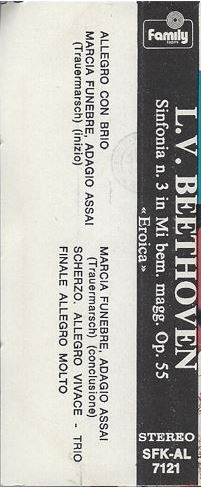 Family
L.V. BEETHOVEN
Sinfonia n. 3 in Mi bem. magg. Op. 55
«Eroica»
STEREO
SFK-AL
7121
ALLEGRO CON BRIO
MARCIA FUNEBRE, ADAGIO ASSAI
(Trauermarsch) (inizio)
MARCIA FUNEBRE, ADAGIO ASSAI
(Trauermarsch) (conclusione)
SCHERZO. ALLEGRO VIVACE - TRIO
FINALE ALLEGRO MOLTO